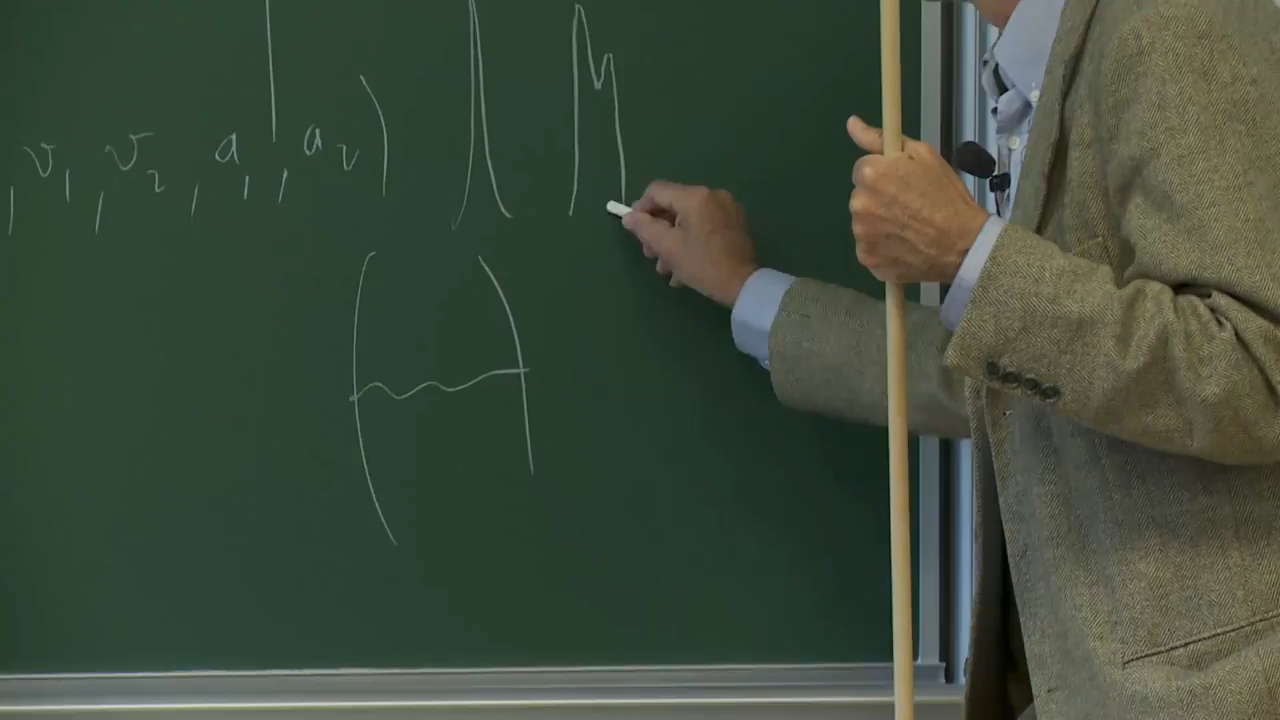 , v₁, v₂, a₁, a₂)
M